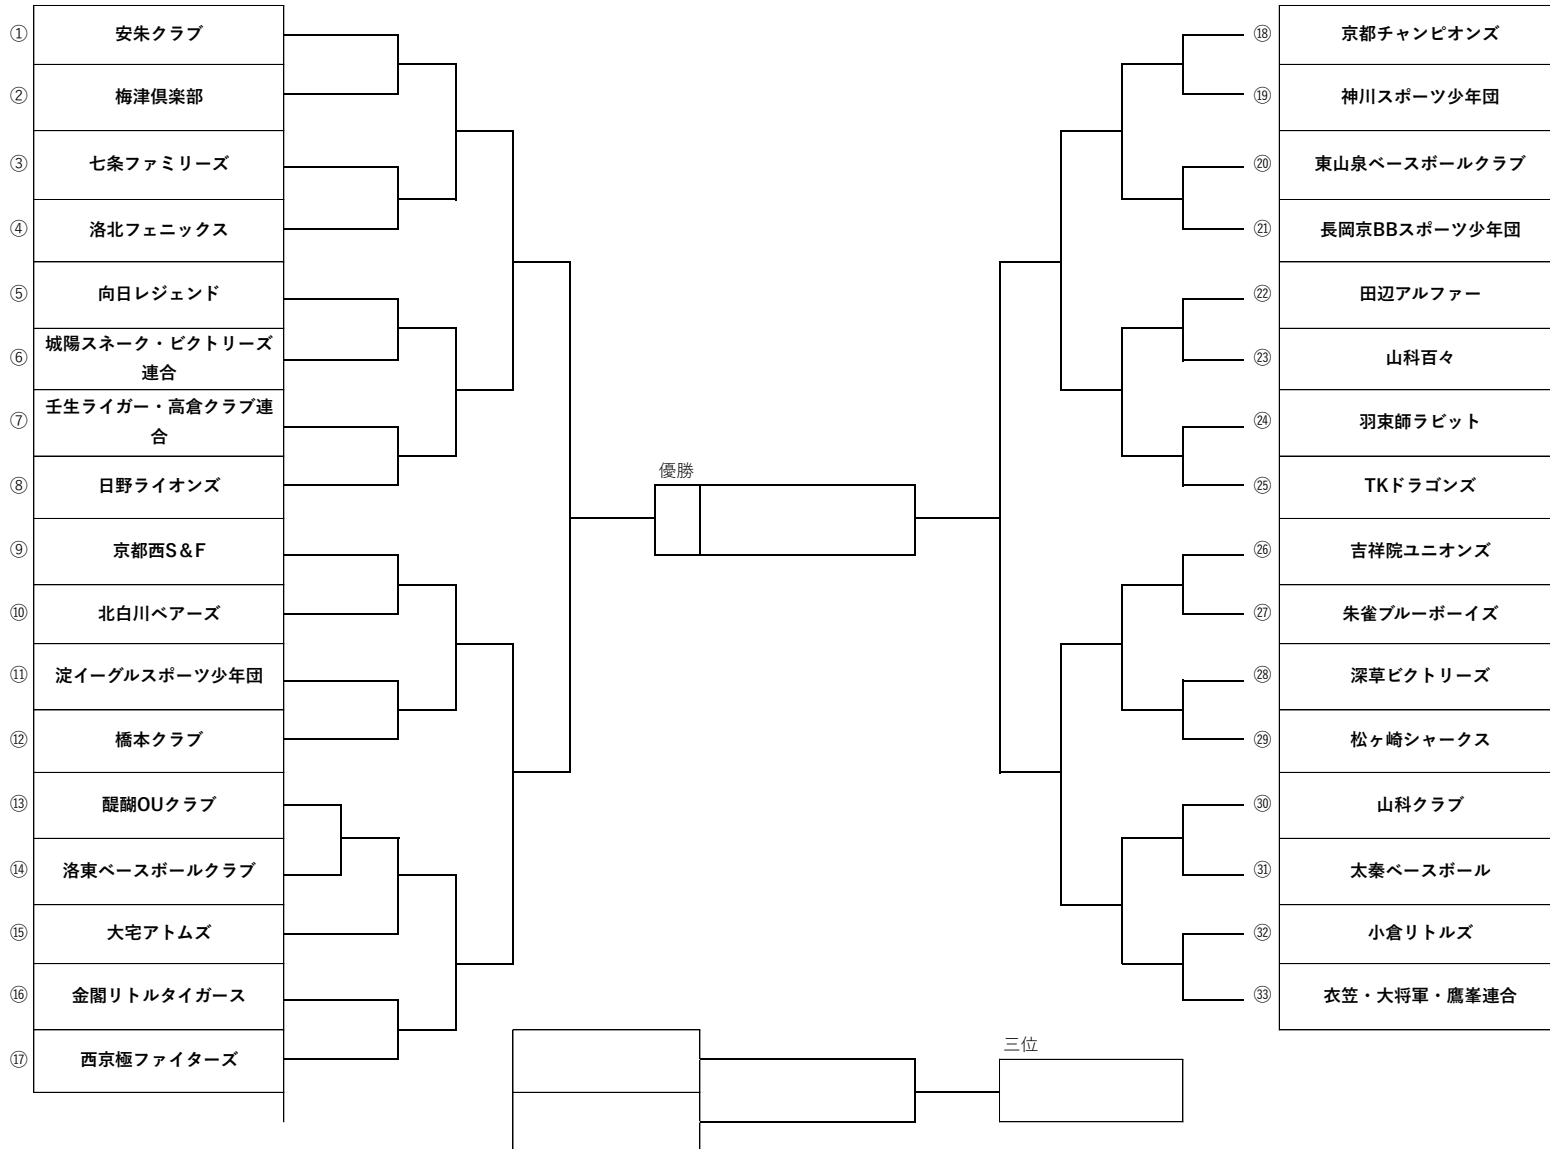 ① 安朱クラブ
② 梅津倶楽部
③ 七条ファミリーズ
④ 洛北フェニックス
⑤ 向日レジェンド
⑥ 城陽スネーク・ビクトリーズ
連合
⑦ 壬生ライガー・高倉クラブ連
合
⑧ 日野ライオンズ
⑨ 京都西S＆F
⑩ 北白川ベアーズ
⑪ 淀イーグルスポーツ少年団
⑫ 橋本クラブ
⑬ 醍醐OUクラブ
⑭ 洛東ベースボールクラブ
⑮ 大宅アトムズ
⑯ 金閣リトルタイガース
⑰ 西京極ファイターズ
優勝
三位
⑱ 京都チャンピオンズ
⑲ 神川スポーツ少年団
⑳ 東山泉ベースボールクラブ
㉑ 長岡京BBスポーツ少年団
㉒ 田辺アルファー
㉓ 山科百々
㉔ 羽束師ラビット
㉕ TKドラゴンズ
㉖ 吉祥院ユニオンズ
㉗ 朱雀ブルーボーイズ
㉘ 深草ビクトリーズ
㉙ 松ヶ崎シャークス
㉚ 山科クラブ
㉛ 太秦ベースボール
㉜ 小倉リトルズ
㉝ 衣笠・大将軍・鷹峯連合